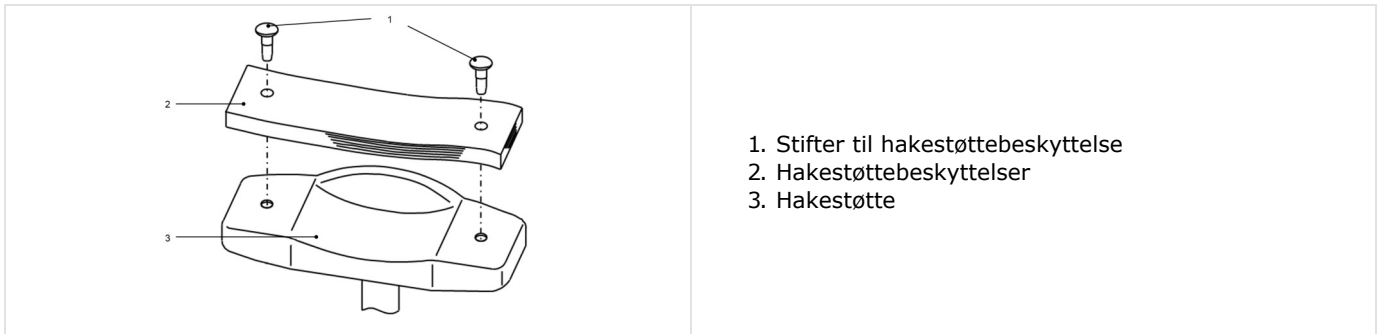 1
2
3
1. Stifter til hakestøttebeskyttelse
2. Hakestøttebeskyttelser
3. Hakestøtte